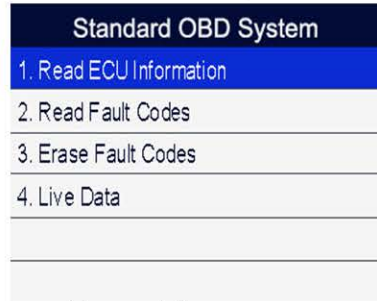 Standard OBD System
1. Read ECU Information
2. Read Fault Codes
3. Erase Fault Codes
4. Live Data